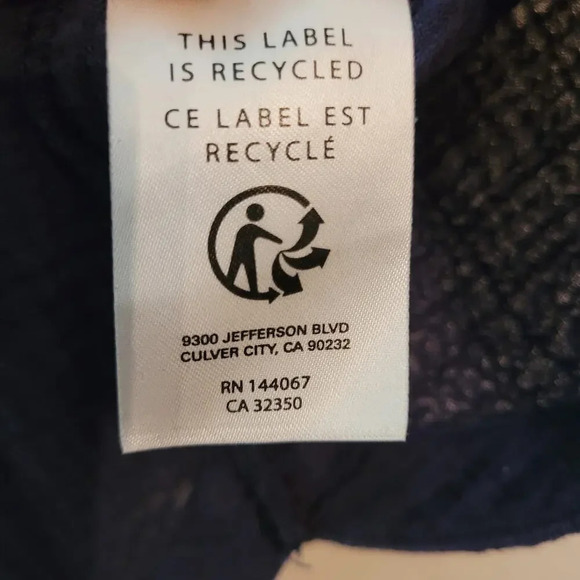 THIS LABEL
IS RECYCLED
CE LABEL EST
RECYCLÉ
9300 JEFFERSON BLVD
CULVER CITY, CA 90232
RN 144067
CA 32350